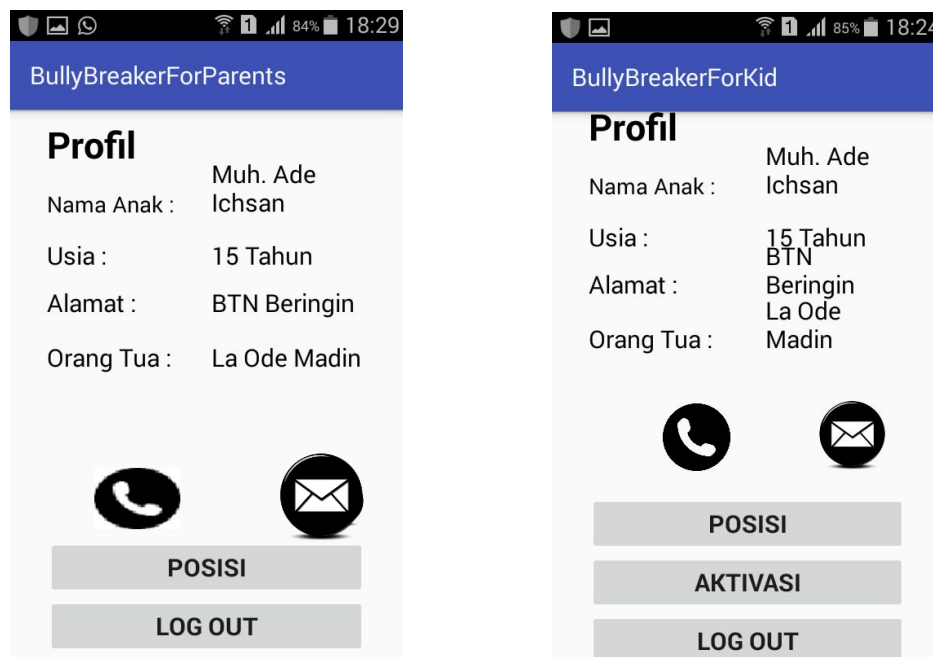 84% 18:29
BullyBreakerForParents
Profil
Nama Anak : Muh. Ade
Ichsan
Usia : 15 Tahun
Alamat : BTN Beringin
Orang Tua : La Ode Madin
POSISI
LOG OUT
1 85% 18:24
BullyBreakerForKid
Profil
Nama Anak : Muh. Ade
Ichsan
Usia : 15 Tahun
Alamat : BTN
Beringin
Orang Tua : La Ode
Madin
POSISI
AKTIVASI
LOG OUT